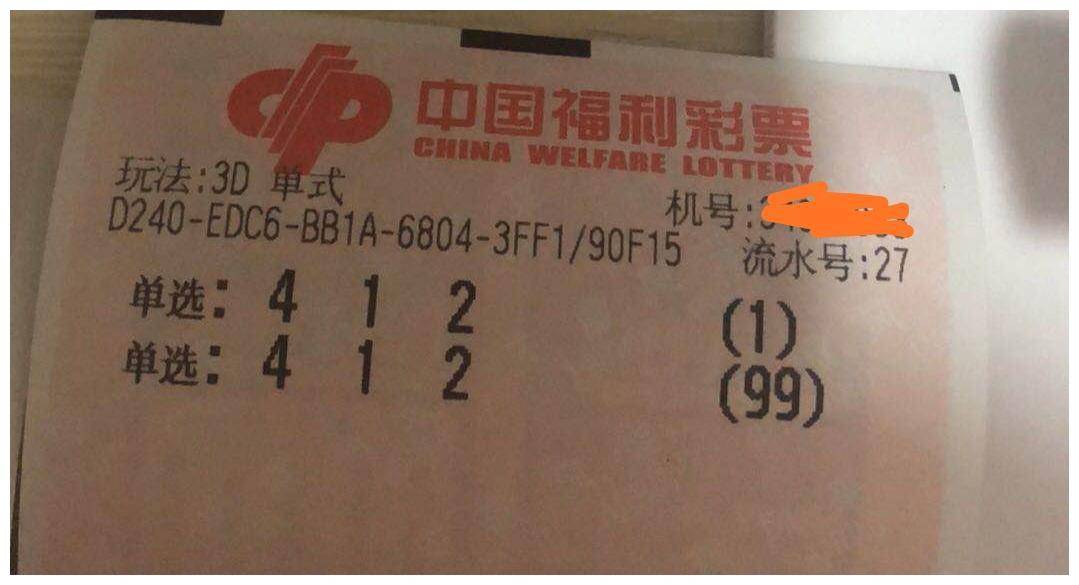 中国福利彩票
CHINA WELFARE LOTTERY
玩法:3D 单式
机号:
D240-EDC6-BB1A-6804-3FF1/90F15
流水号:27
单选: 4 1 2 (1)
单选: 4 1 2 (99)